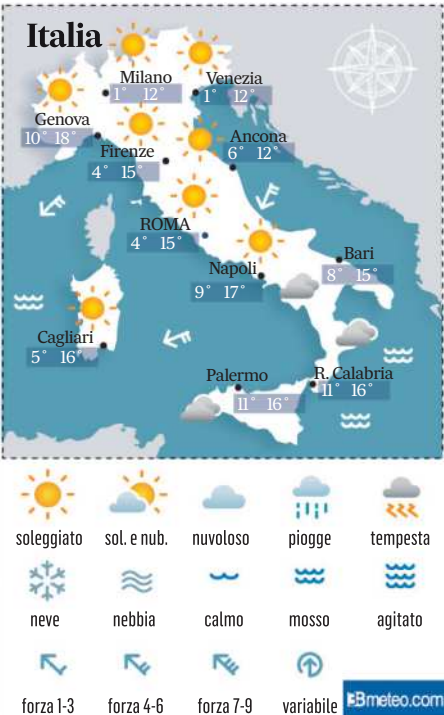 Italia
Milano
1° 12°
Venezia
1° 12°
Genova
10° 18°
Firenze
4° 15°
Ancona
6° 12°
ROMA
4° 15°
Napoli
9° 17°
Bari
8° 15°
Cagliari
5° 16°
Palermo
11° 16°
R. Calabria
11° 16°
soleggiato sol. e nub. nuvoloso piogge tempesta
neve nebbia calmo mosso agitato
forza 1-3 forza 4-6 forza 7-9 variabile
3Bmeteo.com